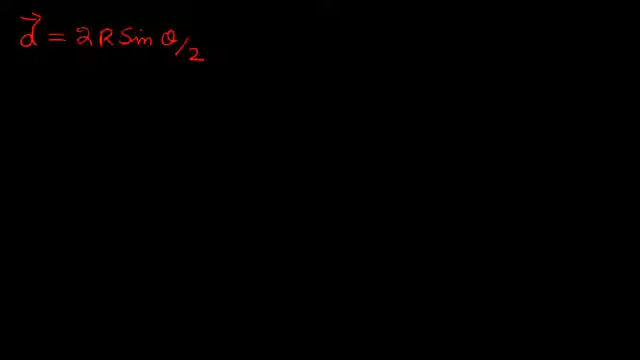 d⃗ = 2R Sin θ/2